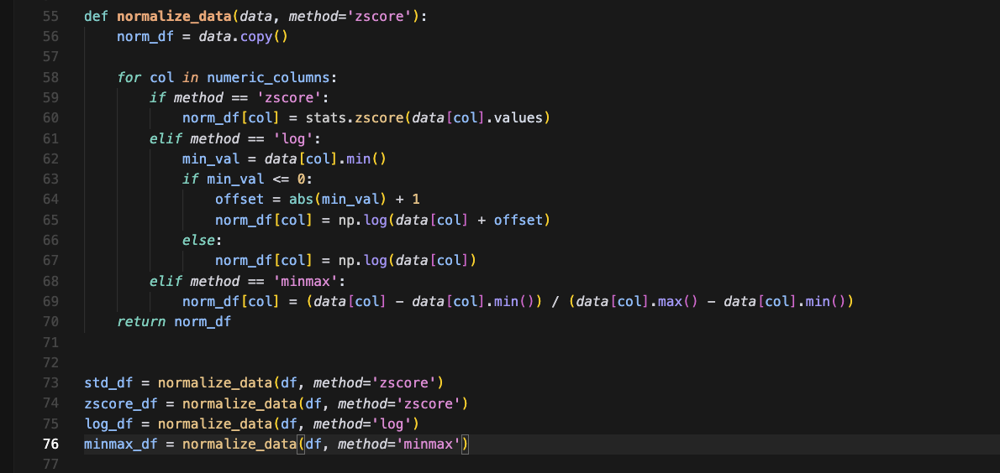 55 def normalize_data(data, method='zscore'):
56     norm_df = data.copy()
57
58     for col in numeric_columns:
59         if method == 'zscore':
60             norm_df[col] = stats.zscore(data[col].values)
61         elif method == 'log':
62             min_val = data[col].min()
63             if min_val <= 0:
64                 offset = abs(min_val) + 1
65                 norm_df[col] = np.log(data[col] + offset)
66             else:
67                 norm_df[col] = np.log(data[col])
68         elif method == 'minmax':
69             norm_df[col] = (data[col] - data[col].min()) / (data[col].max() - data[col].min())
70     return norm_df
71
72
73 std_df = normalize_data(df, method='zscore')
74 zscore_df = normalize_data(df, method='zscore')
75 log_df = normalize_data(df, method='log')
76 minmax_df = normalize_data(df, method='minmax')
77